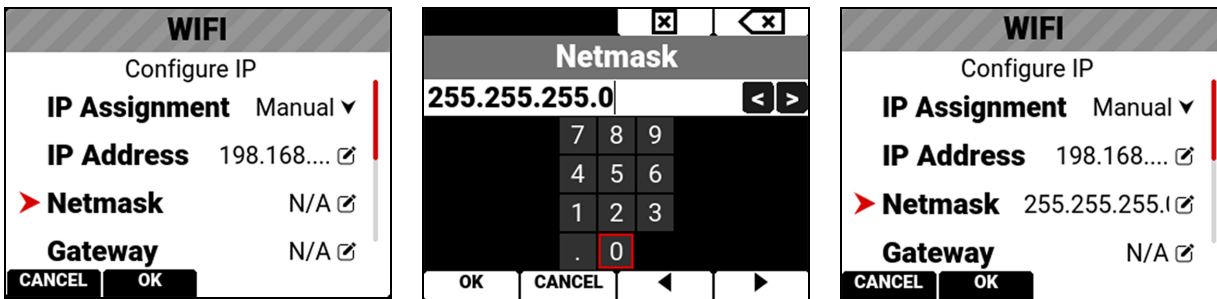 WIFI
Configure IP
IP Assignment Manual
IP Address 198.168....
Netmask N/A
Gateway N/A
CANCEL OK
Netmask
255.255.255.0
< >
7 8 9
4 5 6
1 2 3
. 0
OK CANCEL
WIFI
Configure IP
IP Assignment Manual
IP Address 198.168....
Netmask 255.255.255.(
Gateway N/A
CANCEL OK